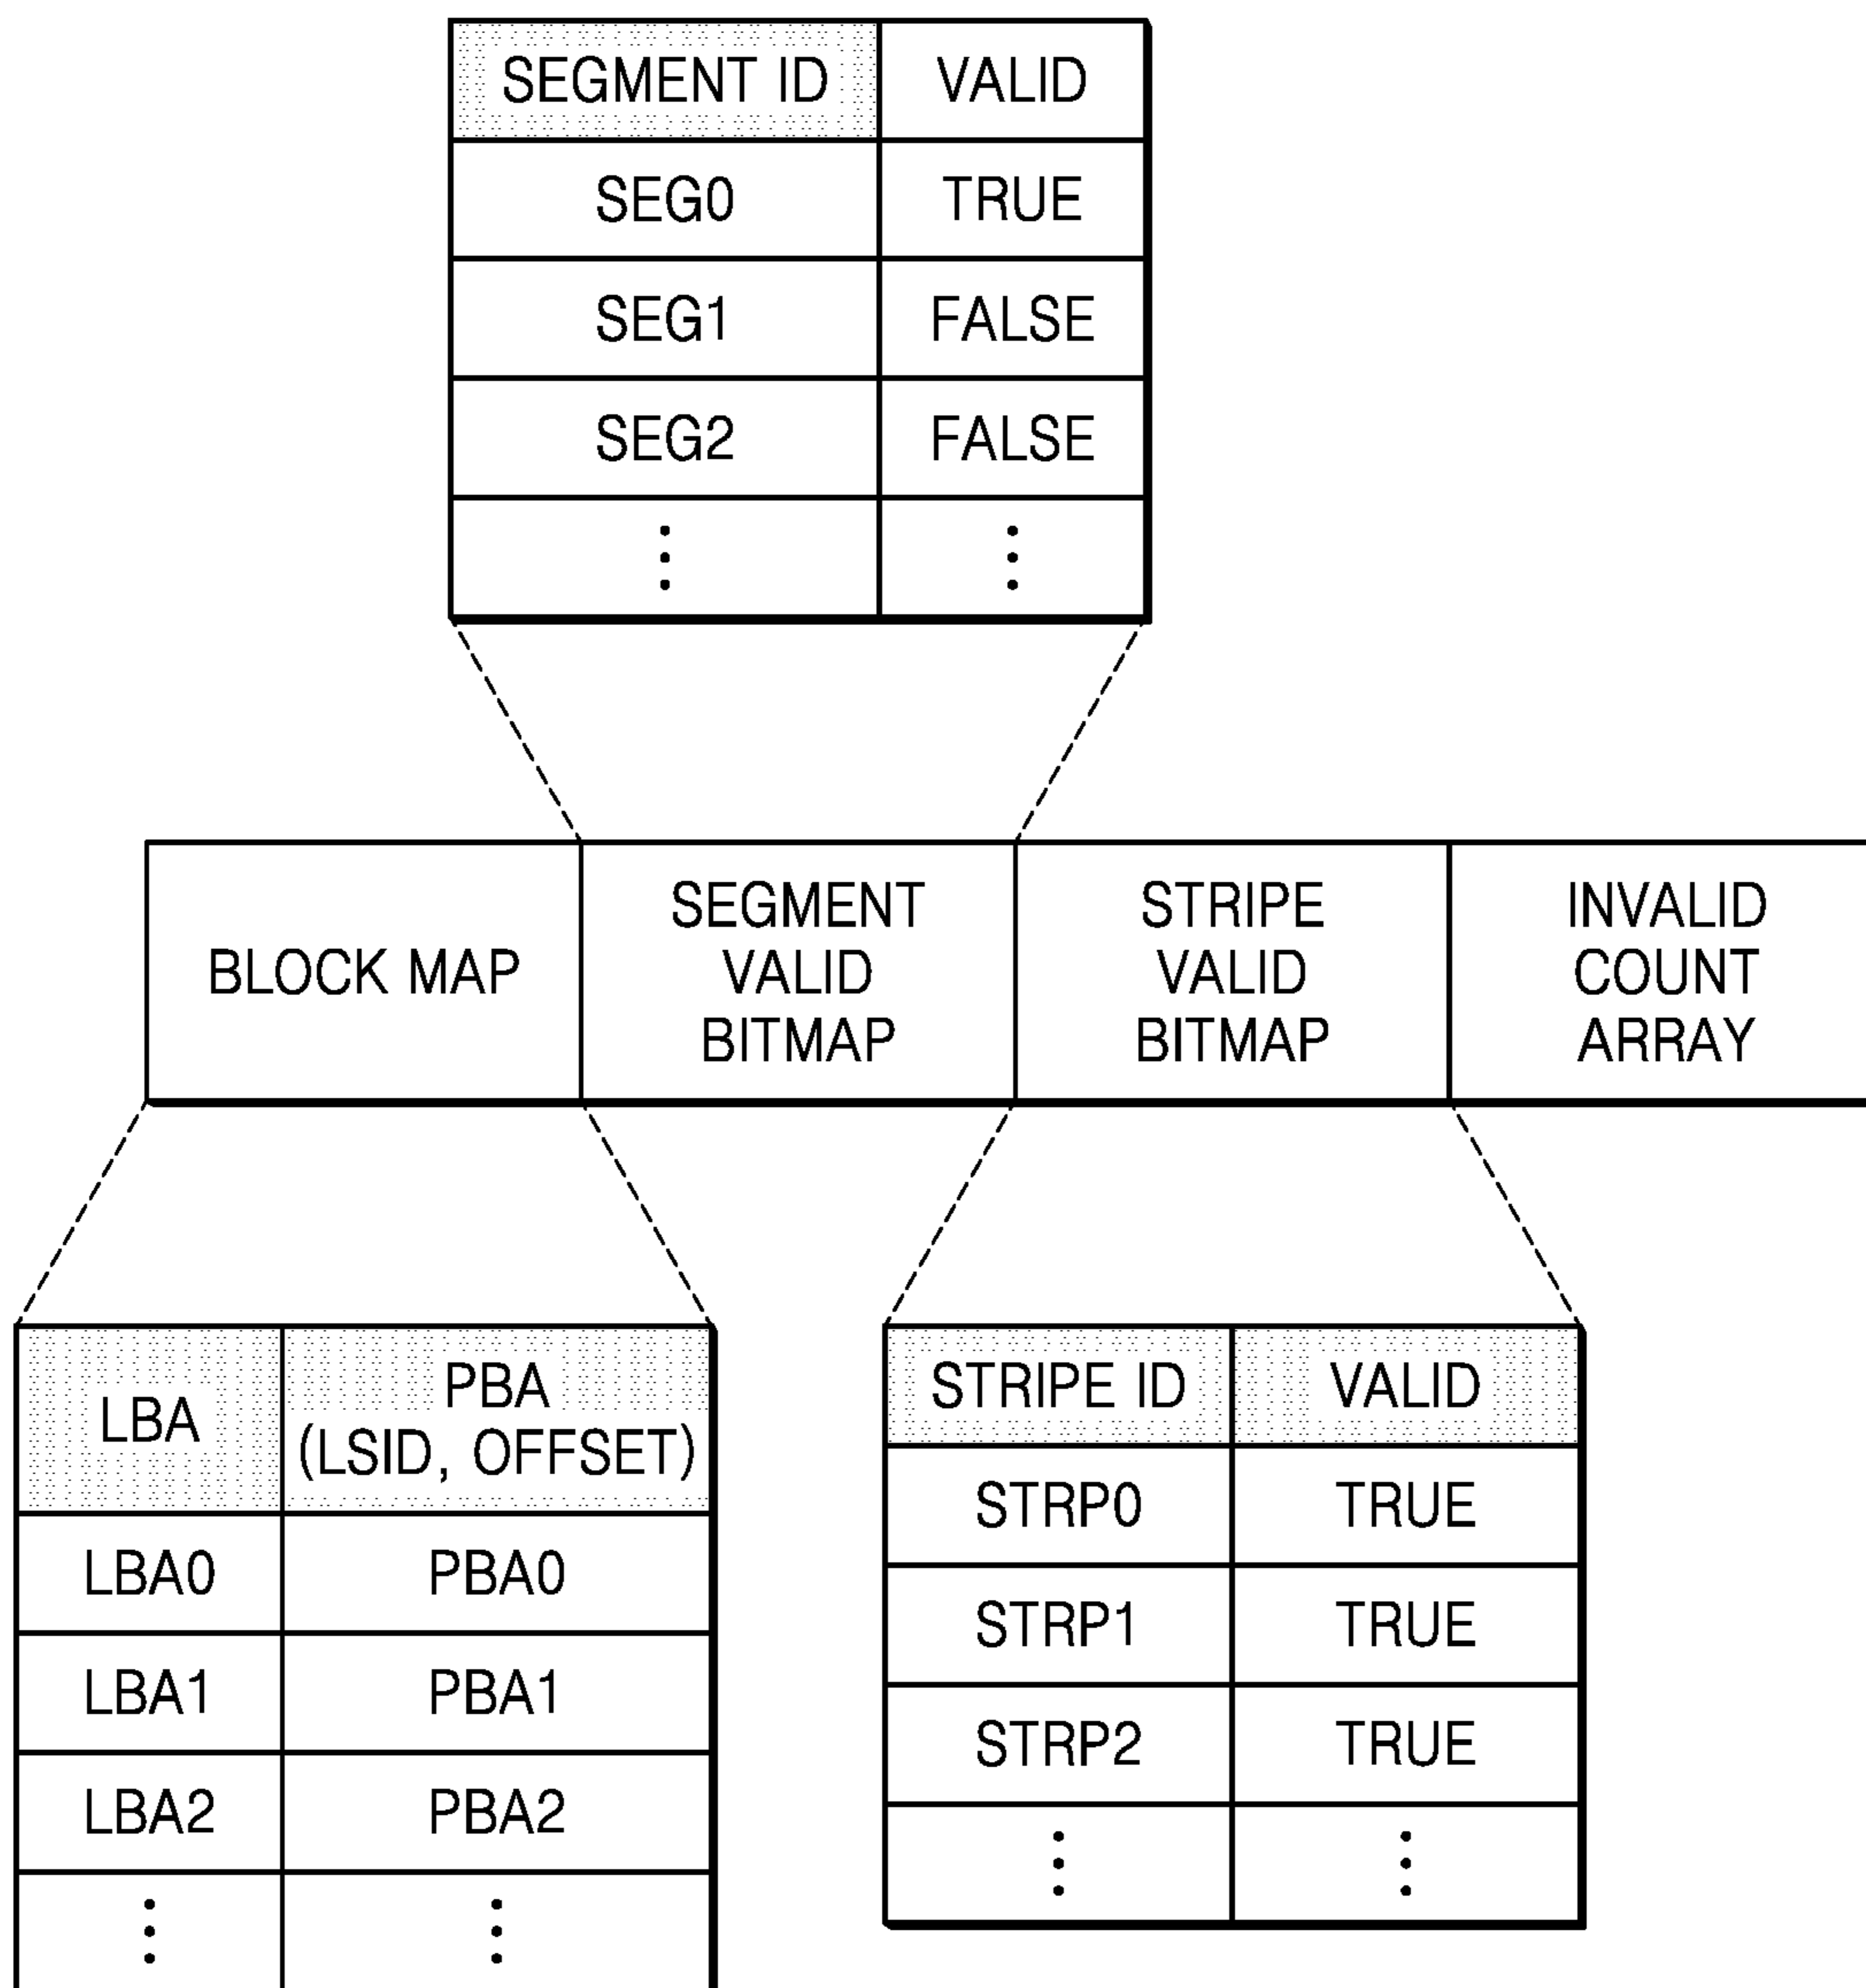 SEGMENT ID VALID
SEG0 TRUE
SEG1 FALSE
SEG2 FALSE
BLOCK MAP
SEGMENT
VALID
BITMAP
STRIPE
VALID
BITMAP
INVALID
COUNT
ARRAY
LBA
PBA
(LSID, OFFSET)
LBA0 PBA0
LBA1 PBA1
LBA2 PBA2
STRIPE ID VALID
STRP0 TRUE
STRP1 TRUE
STRP2 TRUE